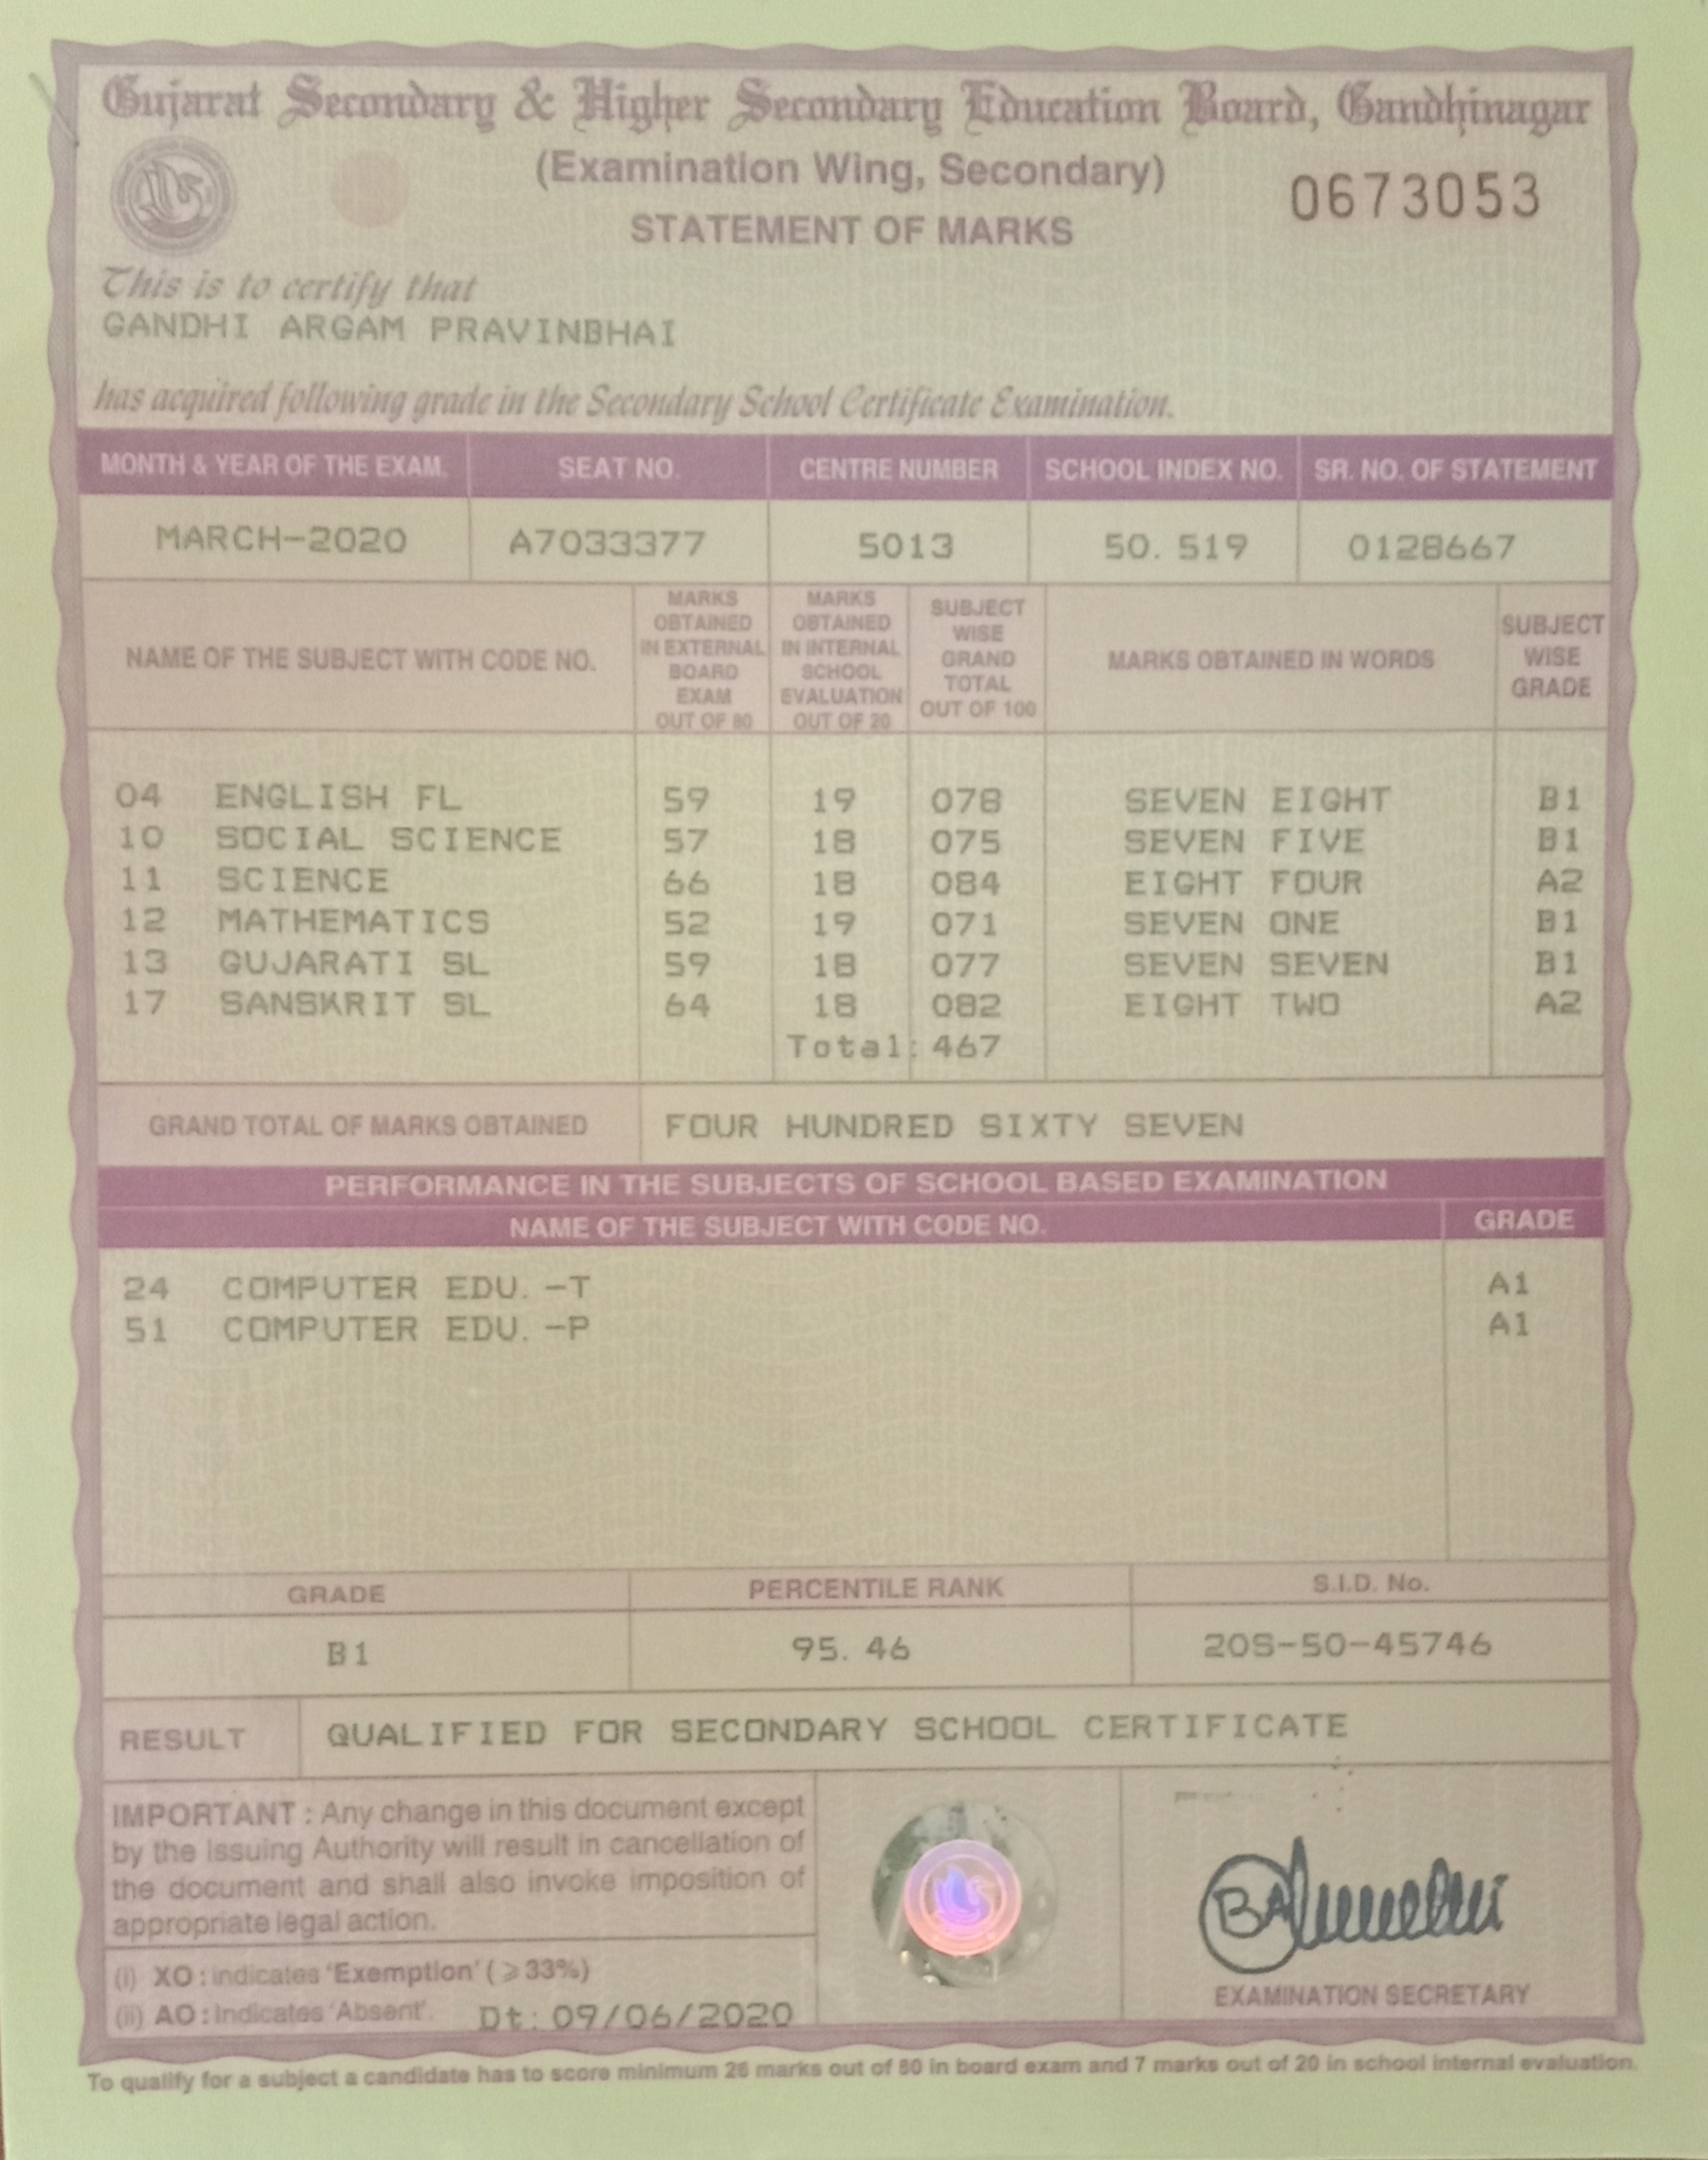 Gujarat Secondary & Higher Secondary Education Board, Gandhinagar
(Examination Wing, Secondary)
0673053
STATEMENT OF MARKS
This is to certify that
GANDHI ARGAM PRAVINBHAI
has acquired following grade in the Secondary School Certificate Examination.
MONTH & YEAR OF THE EXAM. SEAT NO. CENTRE NUMBER SCHOOL INDEX NO. SR. NO. OF STATEMENT
MARCH-2020 A7033377 5013 50. 519 0128667
NAME OF THE SUBJECT WITH CODE NO.
MARKS
OBTAINED
IN EXTERNAL
BOARD
EXAM
OUT OF 80
MARKS
OBTAINED
IN INTERNAL
SCHOOL
EVALUATION
OUT OF 20
SUBJECT
WISE
GRAND
TOTAL
OUT OF 100
MARKS OBTAINED IN WORDS
SUBJECT
WISE
GRADE
04 ENGLISH FL 59 19 078 SEVEN EIGHT B1
10 SOCIAL SCIENCE 57 18 075 SEVEN FIVE B1
11 SCIENCE 66 18 084 EIGHT FOUR A2
12 MATHEMATICS 52 19 071 SEVEN ONE B1
13 GUJARATI SL 59 18 077 SEVEN SEVEN B1
17 SANSKRIT SL 64 18 082 EIGHT TWO A2
Total: 467
GRAND TOTAL OF MARKS OBTAINED FOUR HUNDRED SIXTY SEVEN
PERFORMANCE IN THE SUBJECTS OF SCHOOL BASED EXAMINATION
NAME OF THE SUBJECT WITH CODE NO. GRADE
24 COMPUTER EDU. -T A1
51 COMPUTER EDU. -P A1
GRADE PERCENTILE RANK S.I.D. No.
B1 95. 46 20S-50-45746
RESULT QUALIFIED FOR SECONDARY SCHOOL CERTIFICATE
IMPORTANT : Any change in this document except
by the Issuing Authority will result in cancellation of
the document and shall also invoke imposition of
appropriate legal action.
(i) XO : indicates 'Exemption' ( ⩾ 33%)
(ii) AO : Indicates 'Absent'. Dt: 09/06/2020
EXAMINATION SECRETARY
To qualify for a subject a candidate has to score minimum 26 marks out of 80 in board exam and 7 marks out of 20 in school internal evaluation.